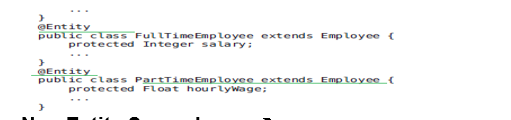 ...
}
@Entity
public class FullTimeEmployee extends Employee {
protected Integer salary;
...
}
@Entity
public class PartTimeEmployee extends Employee {
protected Float hourlyWage;
...
}